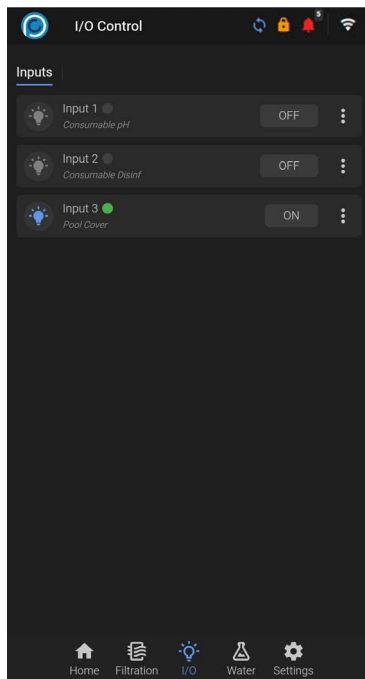 I/O Control
5
Inputs
Input 1
OFF
Consumable pH
Input 2
OFF
Consumable Disinf
Input 3
ON
Pool Cover
Home Filtration I/O Water Settings